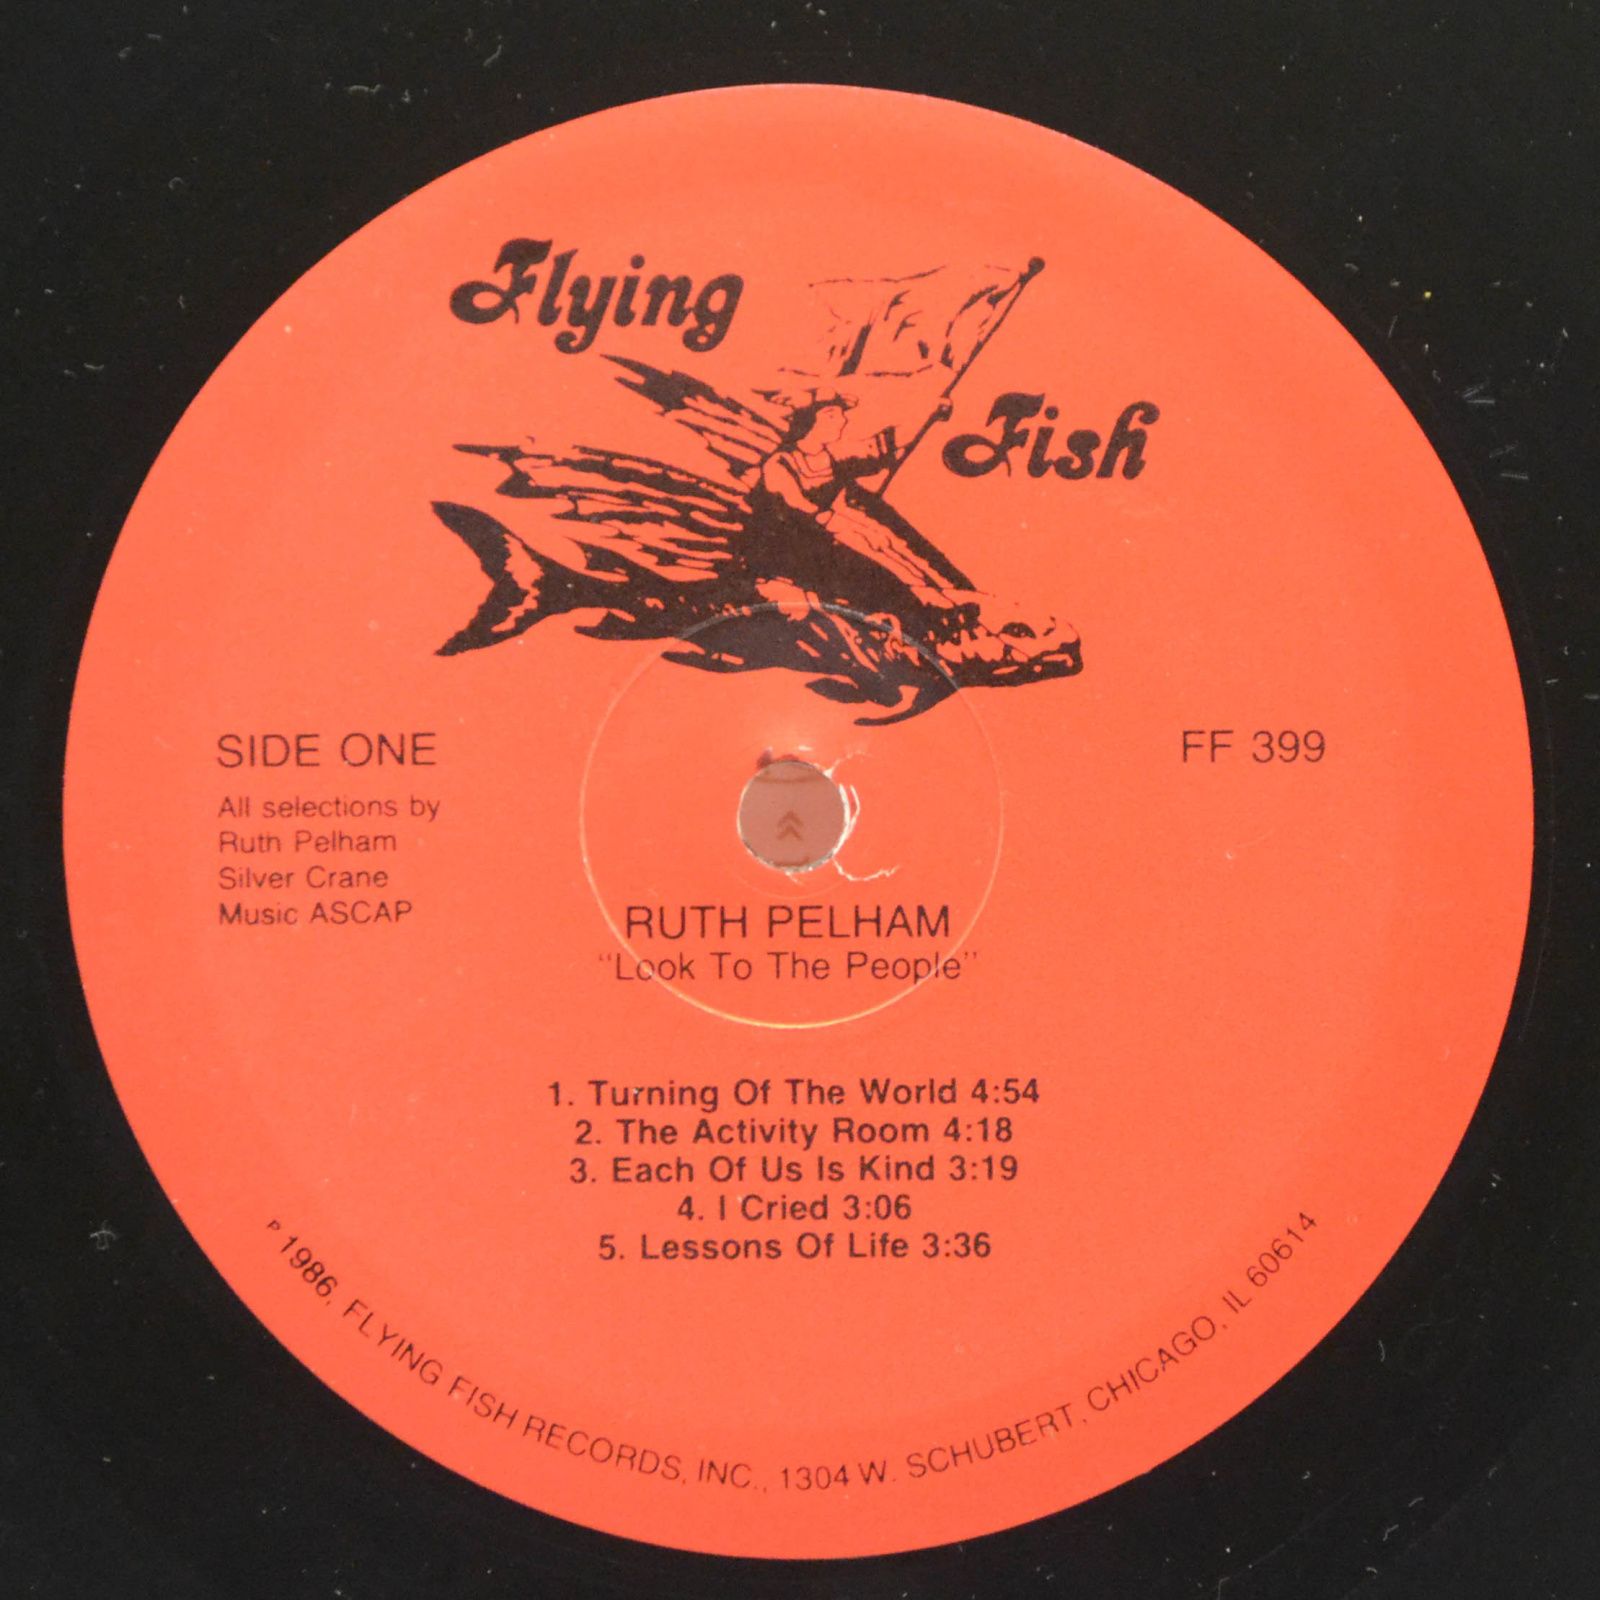 Flying
Fish
SIDE ONE
FF 399
All selections by
Ruth Pelham
Silver Crane
Music ASCAP
RUTH PELHAM
"Look To The People"
1. Turning Of The World 4:54
2. The Activity Room 4:18
3. Each Of Us Is Kind 3:19
4. I Cried 3:06
5. Lessons Of Life 3:36
P 1986, FLYING FISH RECORDS, INC., 1304 W. SCHUBERT, CHICAGO, IL 60614